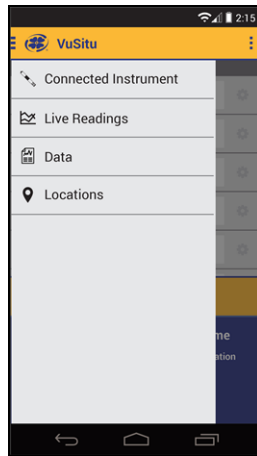 2:15
VuSitu
Connected Instrument
Live Readings
Data
Locations
me
ation